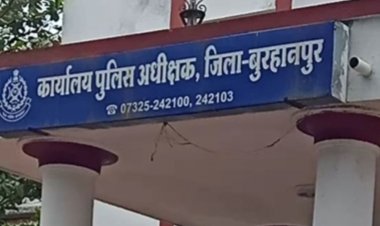 कार्यालय पुलिस अधीक्षक, जिला-बुरहानपुर
☎ 07325-242100, 242103